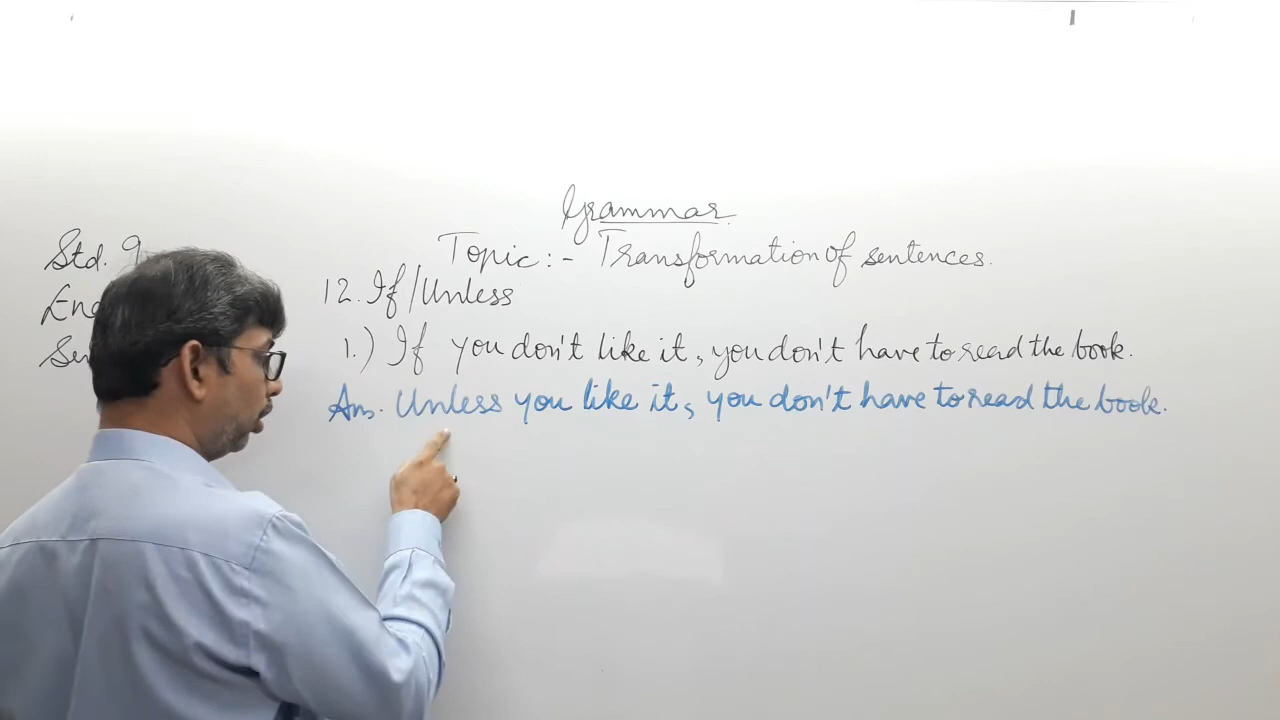 Grammar
Std. 9
Topic:- Transformation of sentences.
12. If/Unless
1.) If you don't like it, you don't have to read the book.
Ans. Unless you like it, you don't have to read the book.